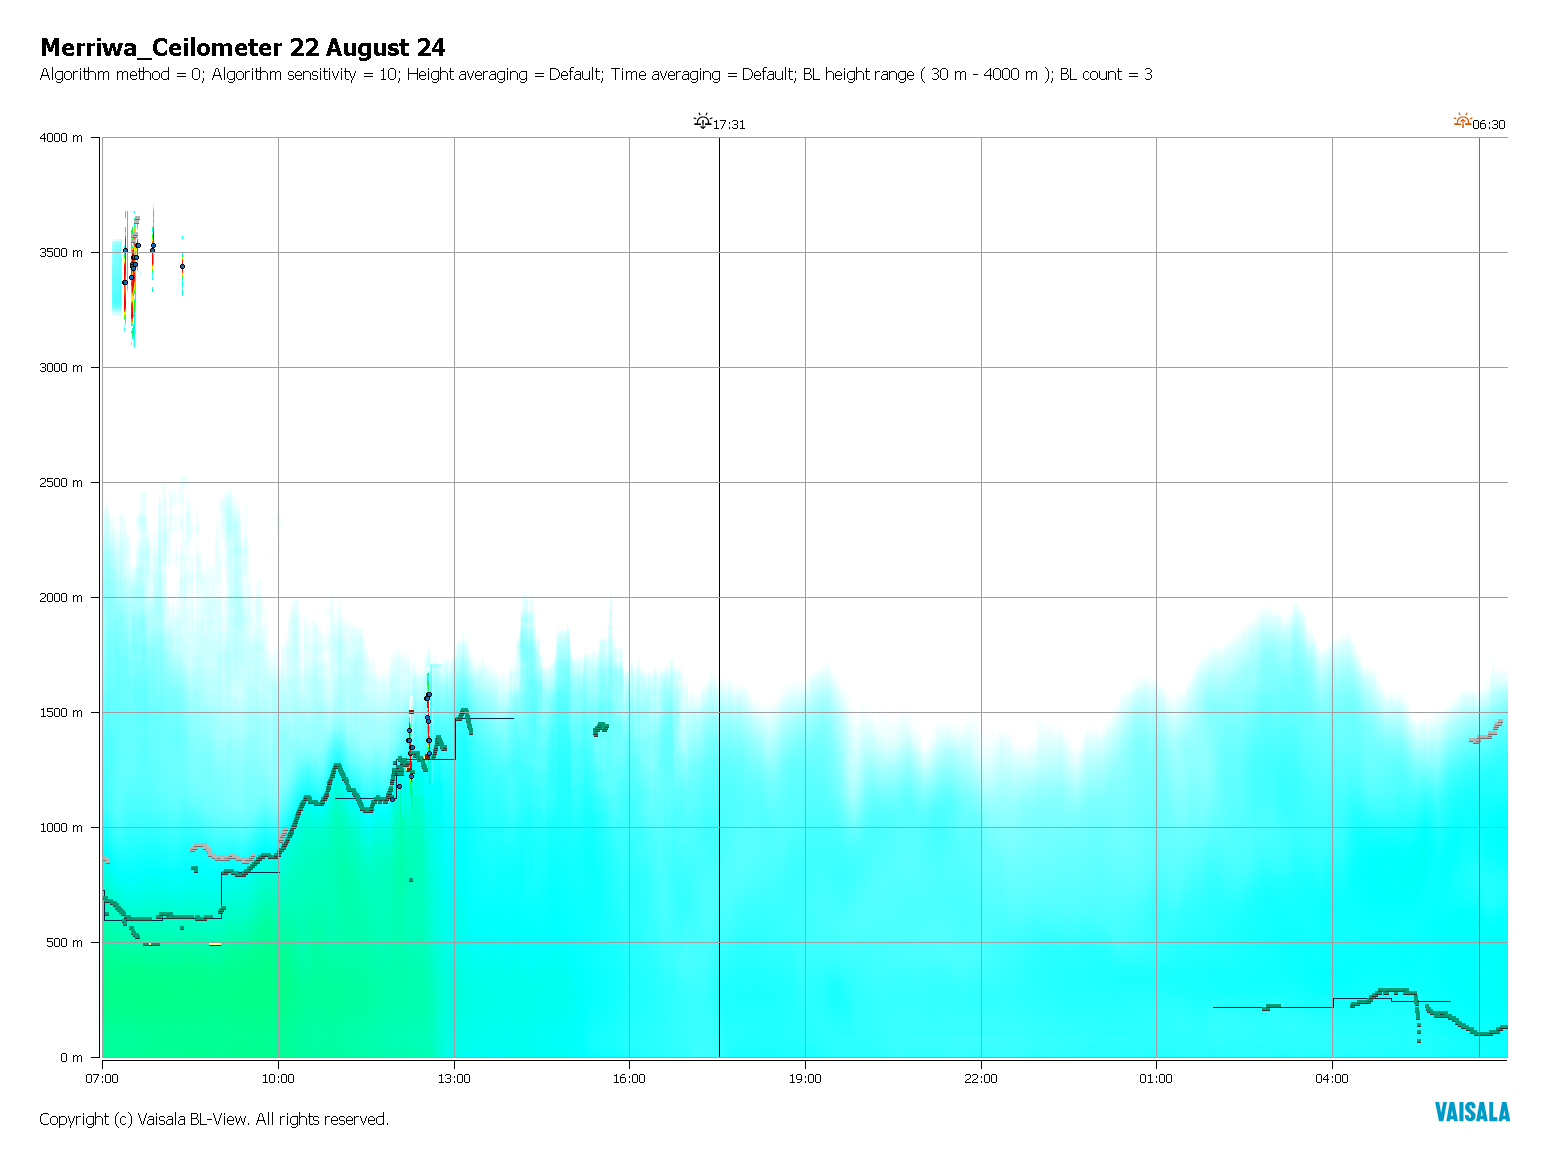 Merriwa_Ceilometer 22 August 24
Algorithm method = 0; Algorithm sensitivity = 10; Height averaging = Default; Time averaging = Default; BL height range ( 30 m - 4000 m ); BL count = 3
17:31
06:30
4000 m
3500 m
3000 m
2500 m
2000 m
1500 m
1000 m
500 m
0 m
07:00 10:00 13:00 16:00 19:00 22:00 01:00 04:00
Copyright (c) Vaisala BL-View. All rights reserved.
VAISALA